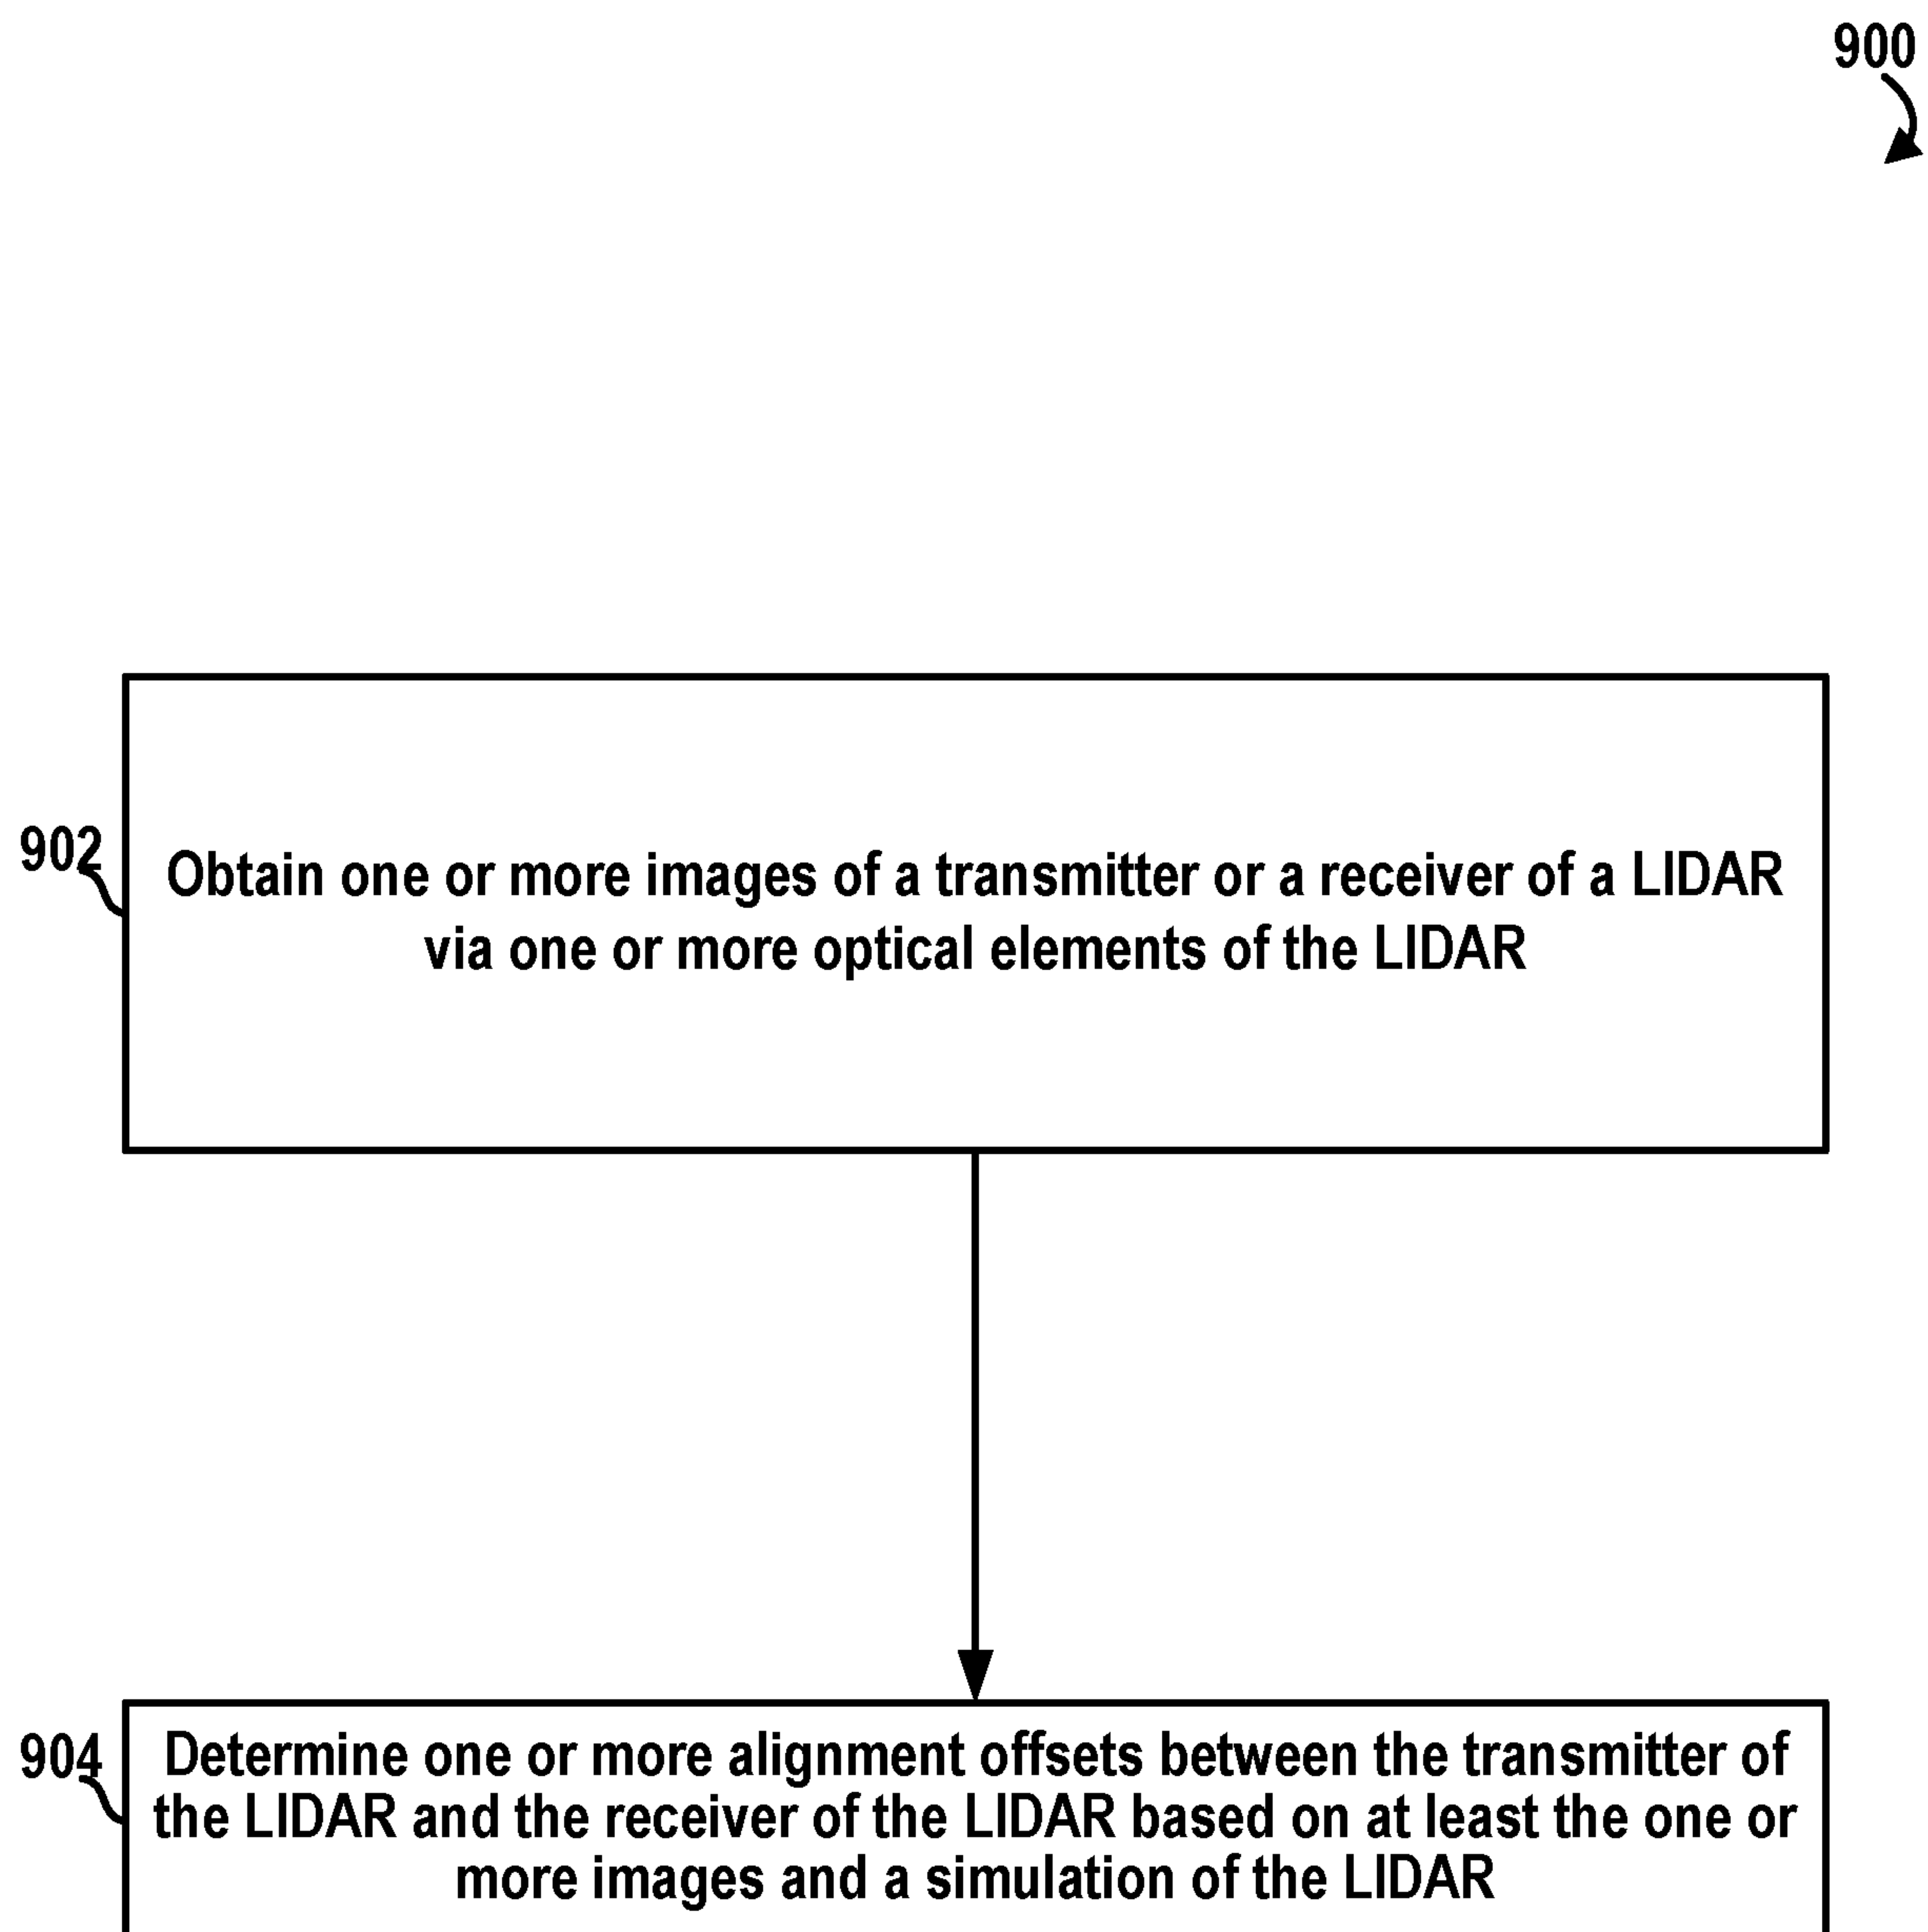 900
902
Obtain one or more images of a transmitter or a receiver of a LIDAR
via one or more optical elements of the LIDAR
904
Determine one or more alignment offsets between the transmitter of
the LIDAR and the receiver of the LIDAR based on at least the one or
more images and a simulation of the LIDAR